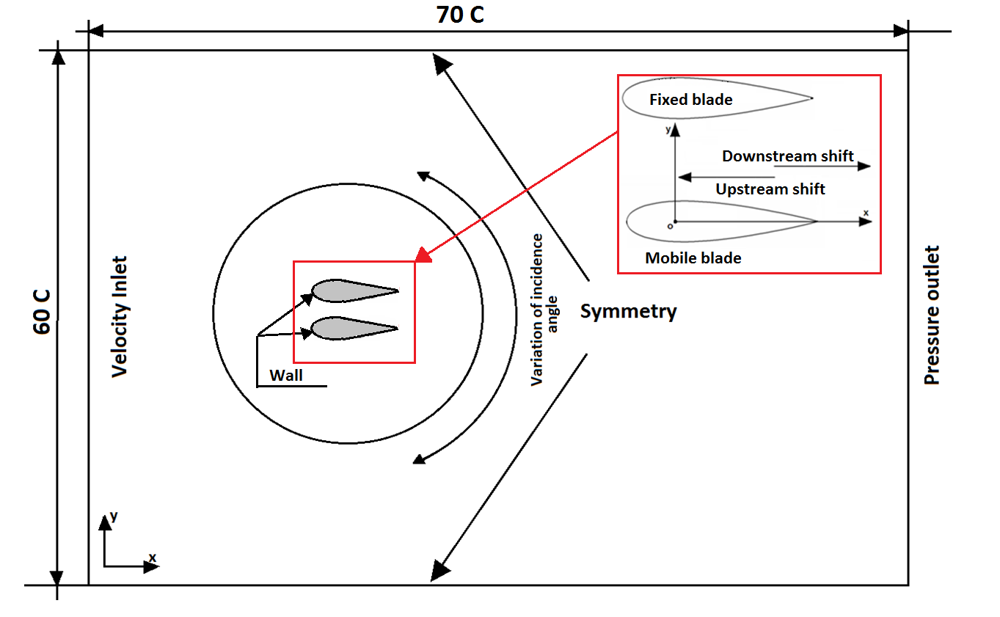 70 C
60 C
Velocity Inlet
Wall
Variation of incidence
angle
Symmetry
Fixed blade
y
Downstream shift
Upstream shift
x
o
Mobile blade
Pressure outlet
y
x